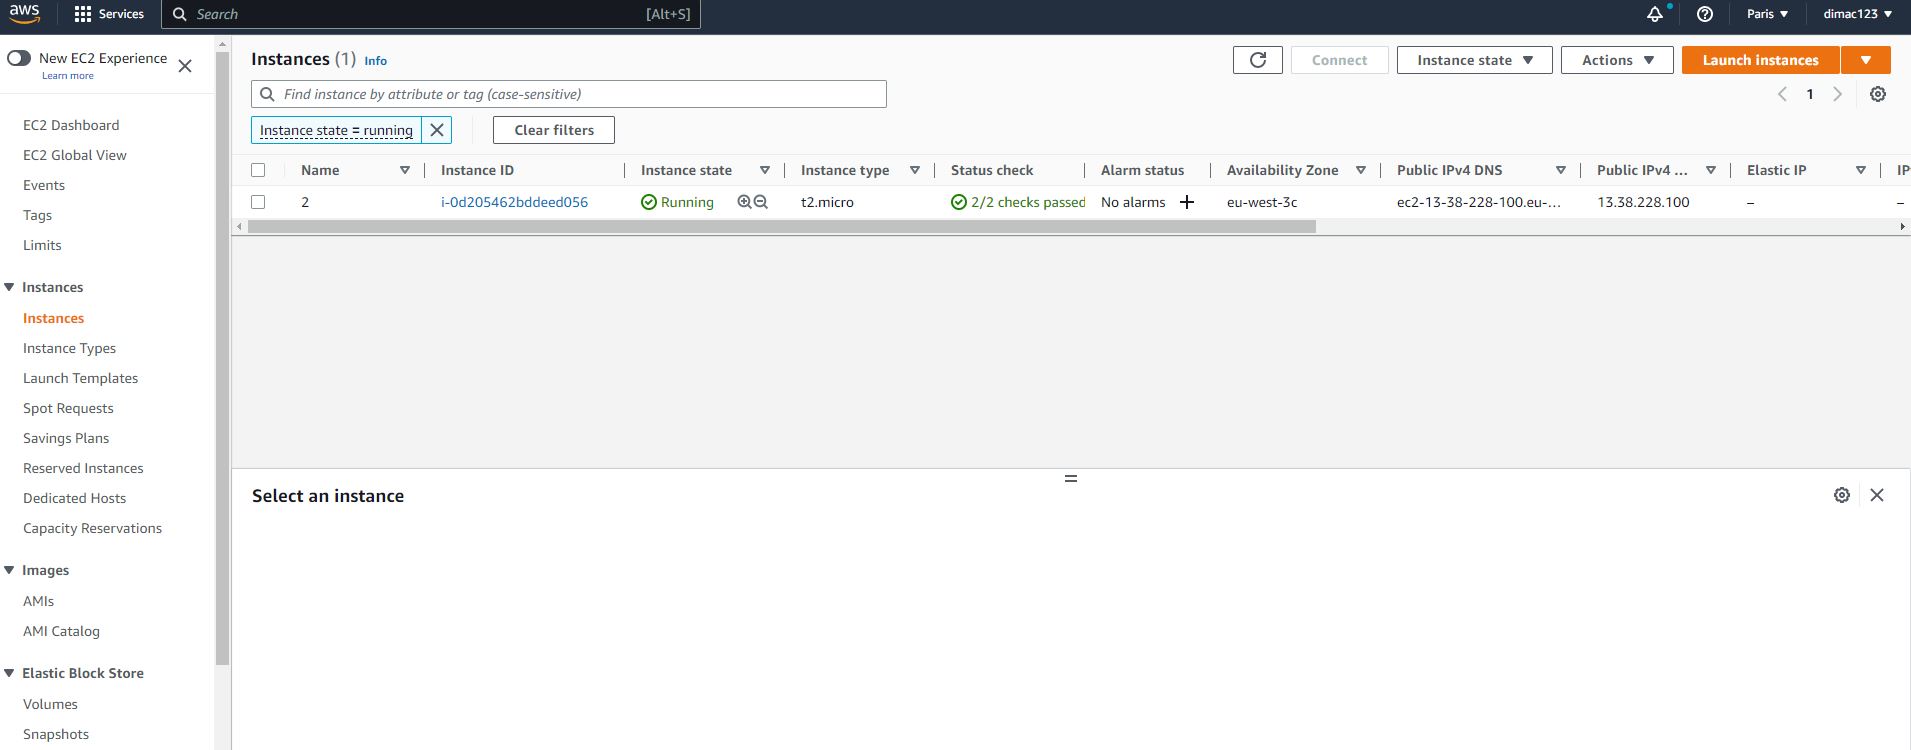 aws Services Search [Alt+S] Paris dimac123
New EC2 Experience
Learn more
EC2 Dashboard
EC2 Global View
Events
Tags
Limits
Instances
Instances
Instance Types
Launch Templates
Spot Requests
Savings Plans
Reserved Instances
Dedicated Hosts
Capacity Reservations
Images
AMIs
AMI Catalog
Elastic Block Store
Volumes
Snapshots
Instances (1) Info
Connect Instance state Actions Launch instances
Find instance by attribute or tag (case-sensitive)
1
Instance state = running Clear filters
Name Instance ID Instance state Instance type Status check Alarm status Availability Zone Public IPv4 DNS Public IPv4 ... Elastic IP IP
2 i-0d205462bddeed056 Running t2.micro 2/2 checks passed No alarms + eu-west-3c ec2-13-38-228-100.eu-... 13.38.228.100 – –
Select an instance